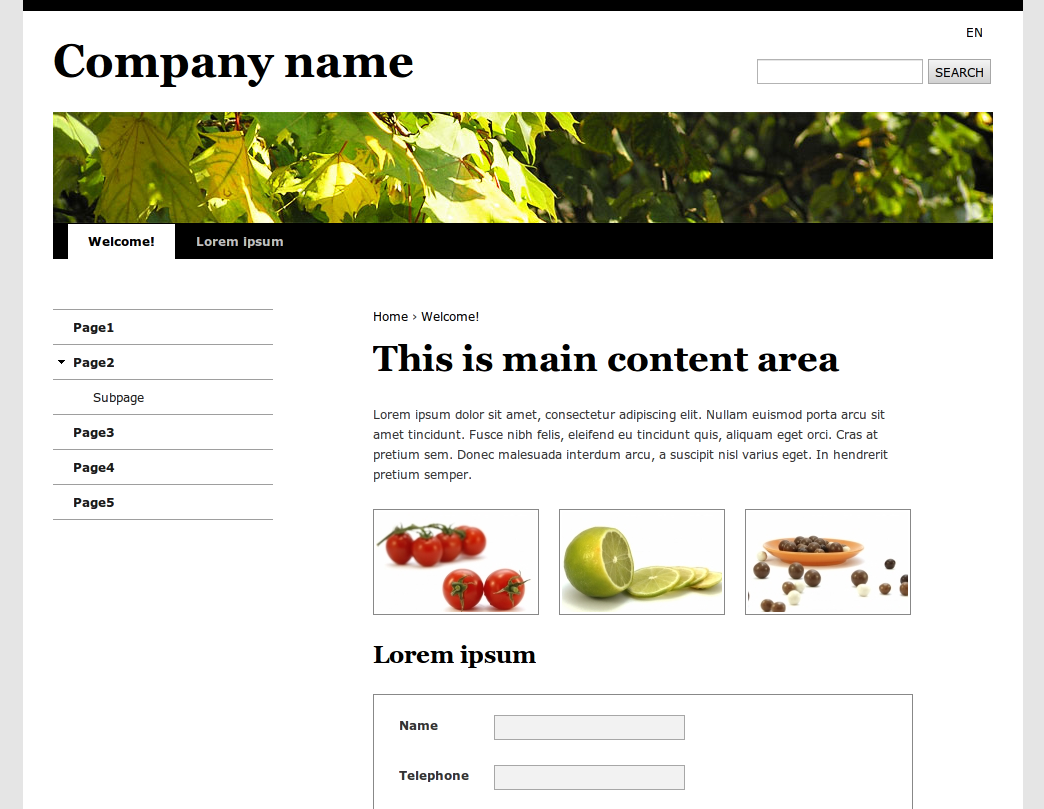 EN
Company name
SEARCH
Welcome!
Lorem ipsum
Page1
Page2
Subpage
Page3
Page4
Page5
Home › Welcome!
This is main content area
Lorem ipsum dolor sit amet, consectetur adipiscing elit. Nullam euismod porta arcu sit
amet tincidunt. Fusce nibh felis, eleifend eu tincidunt quis, aliquam eget orci. Cras at
pretium sem. Donec malesuada interdum arcu, a suscipit nisl varius eget. In hendrerit
pretium semper.
Lorem ipsum
Name
Telephone